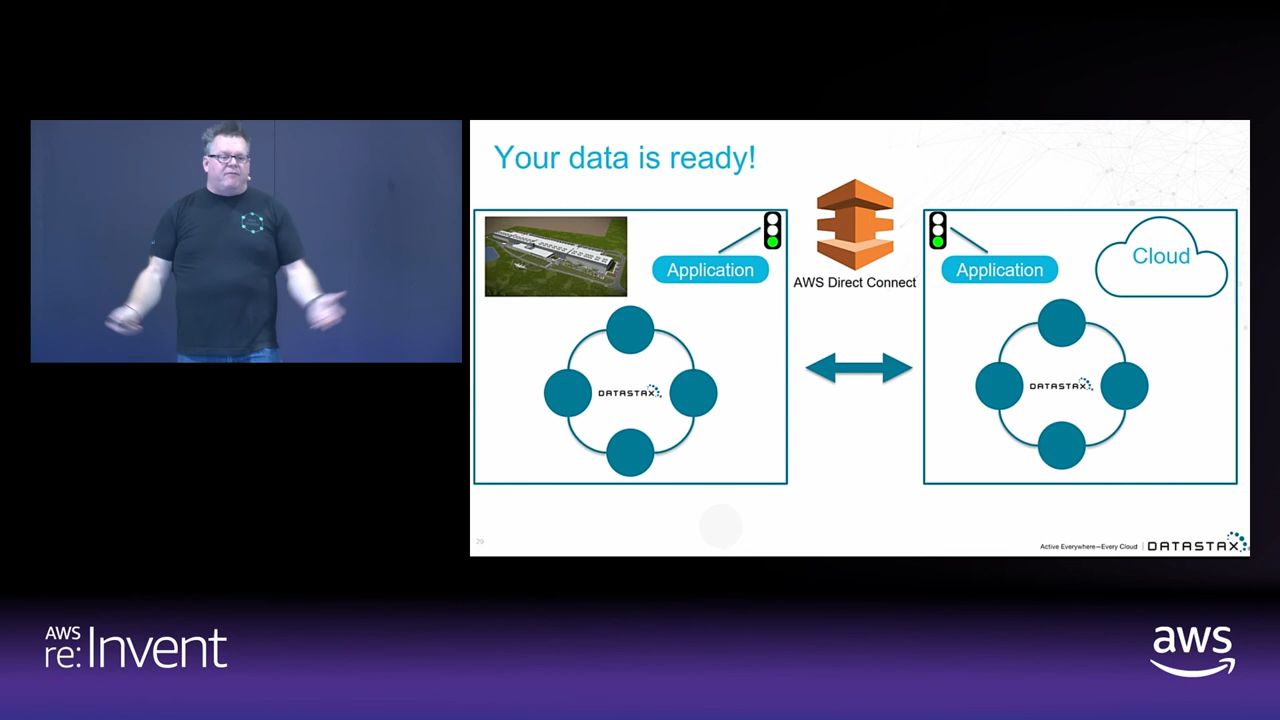 Your data is ready!
Application
AWS Direct Connect
Application
Cloud
DATASTAX
DATASTAX
29
Active Everywhere—Every Cloud | DATASTAX
AWS
re:Invent
aws